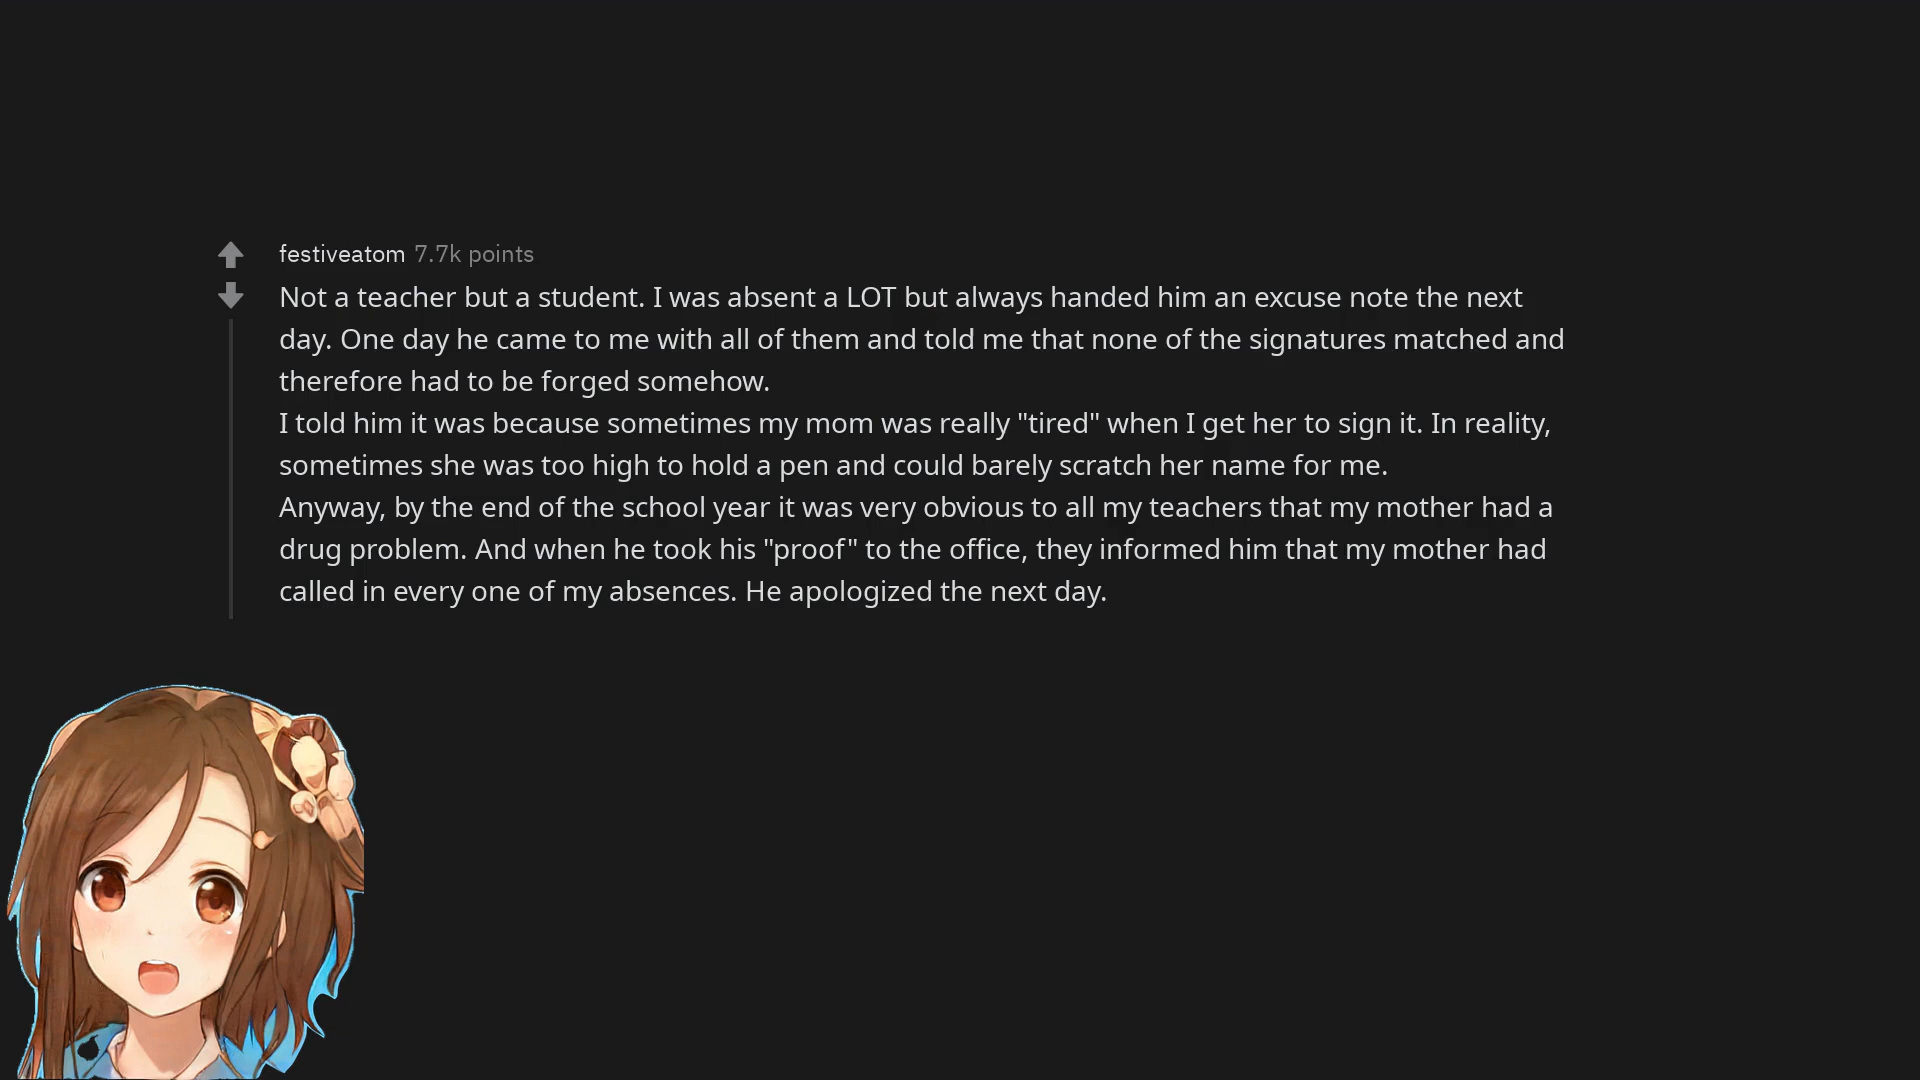 festiveatom 7.7k points
Not a teacher but a student. I was absent a LOT but always handed him an excuse note the next
day. One day he came to me with all of them and told me that none of the signatures matched and
therefore had to be forged somehow.
I told him it was because sometimes my mom was really "tired" when I get her to sign it. In reality,
sometimes she was too high to hold a pen and could barely scratch her name for me.
Anyway, by the end of the school year it was very obvious to all my teachers that my mother had a
drug problem. And when he took his "proof" to the office, they informed him that my mother had
called in every one of my absences. He apologized the next day.